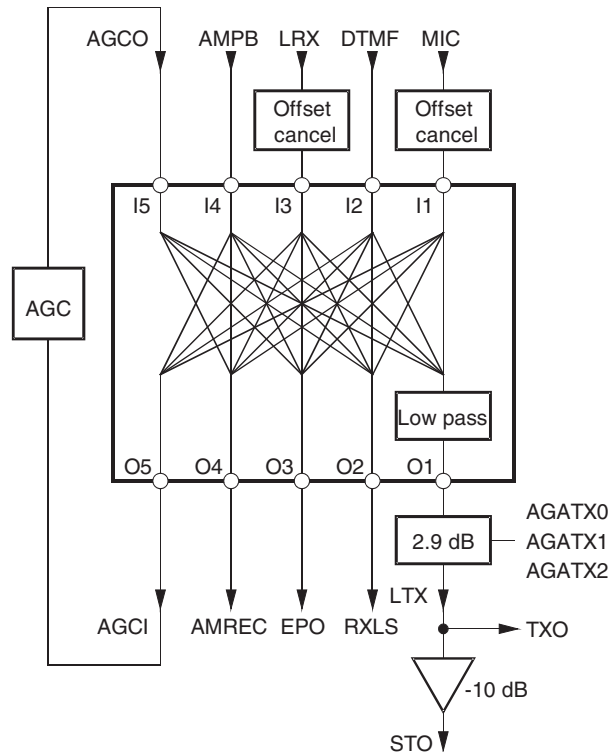 AGCO AMPB LRX DTMF MIC
Offset cancel Offset cancel
I5 I4 I3 I2 I1
AGC
Low pass
O5 O4 O3 O2 O1
2.9 dB
AGATX0
AGATX1
AGATX2
LTX
AGCI AMREC EPO RXLS
TXO
-10 dB
STO